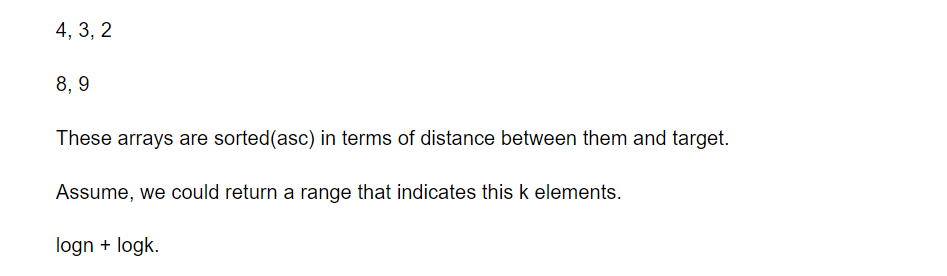 4, 3, 2
8, 9
These arrays are sorted(asc) in terms of distance between them and target.
Assume, we could return a range that indicates this k elements.
logn + logk.